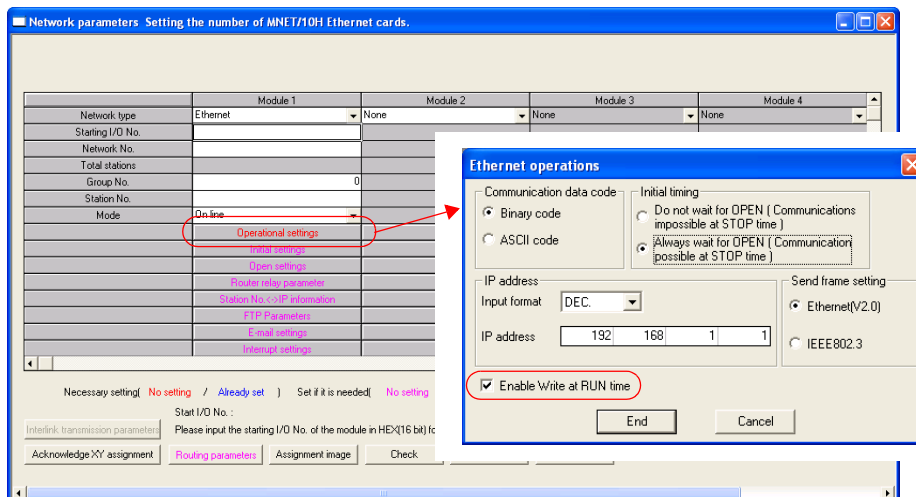 Network parameters Setting the number of MNET/10H Ethernet cards.
Module 1 Module 2 Module 3 Module 4
Network type Ethernet None None None
Starting I/O No.
Network No.
Total stations
Group No. 0
Station No.
Mode On line
Operational settings
Initial settings
Open settings
Router relay parameter
Station No.<->IP information
FTP Parameters
E-mail settings
Interrupt settings
Necessary setting( No setting / Already set ) Set if it is needed( No setting
Start I/O No. :
Interlink transmission parameters Please input the starting I/O No. of the module in HEX(16 bit) fo
Acknowledge XY assignment Routing parameters Assignment image Check
Ethernet operations
Communication data code
Binary code
ASCII code
Initial timing
Do not wait for OPEN ( Communications
impossible at STOP time )
Always wait for OPEN ( Communication
possible at STOP time )
IP address
Input format DEC.
IP address 192 168 1 1
Send frame setting
Ethernet(V2.0)
IEEE802.3
Enable Write at RUN time
End Cancel